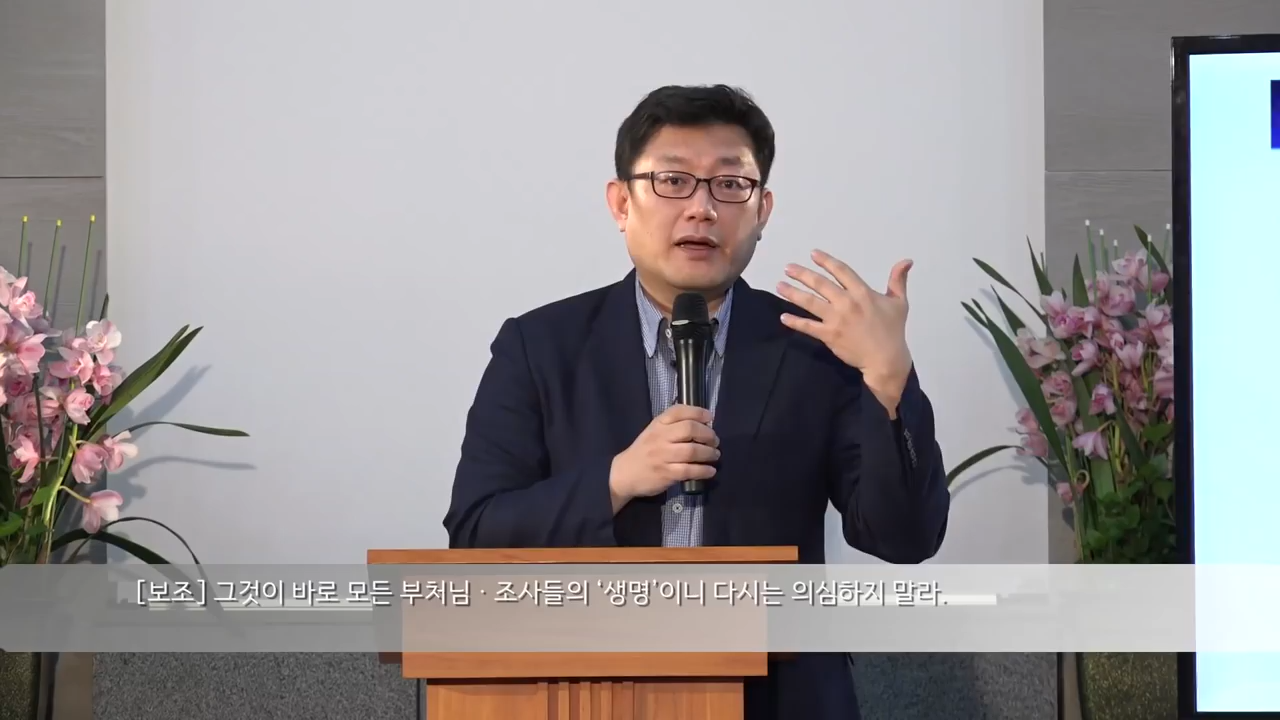 [보조] 그것이 바로 모든 부처님 · 조사들의 ‘생명’이니 다시는 의심하지 말라.